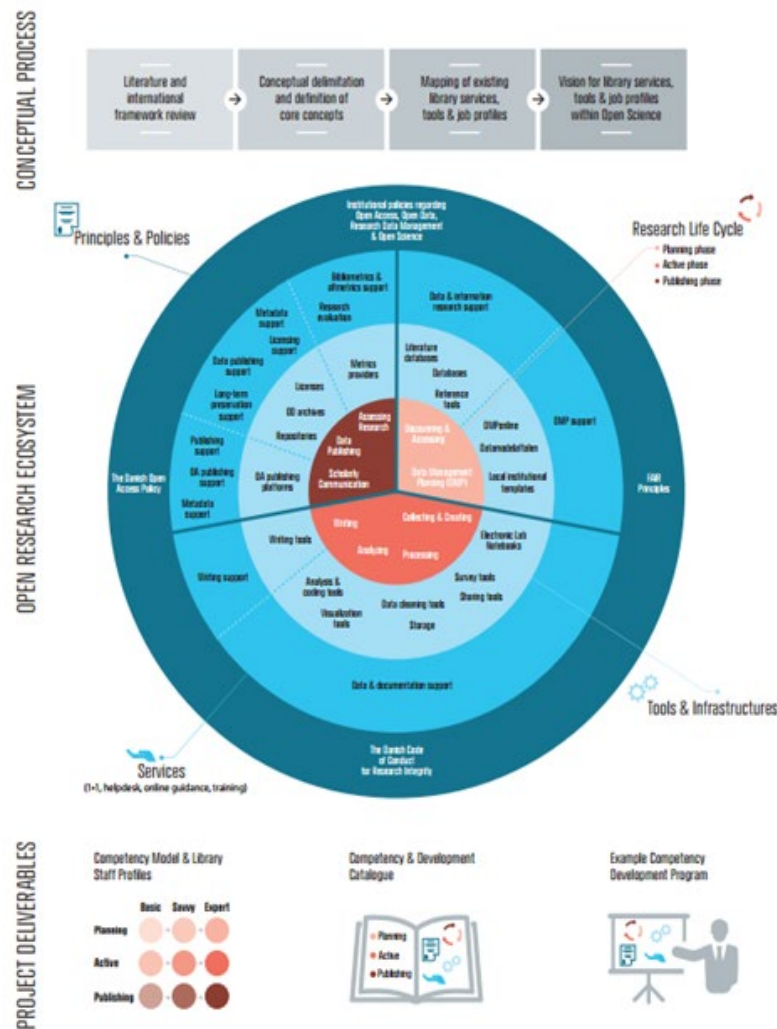 CONCEPTUAL PROCESS
Literature and
international
framework review
Conceptual delimitation
and definition of
core concepts
Mapping of existing
library services,
tools & job profiles
Vision for library services,
tools & job profiles
within Open Science
OPEN RESEARCH ECOSYSTEM
Principles & Policies
Research Life Cycle
Planning phase
Active phase
Publishing phase
Institutional policies regarding
Open Access, Open Data,
Research Data Management
& Open Science
Bibliometrics &
altmetrics support
Research
evaluation
Metadata
support
Licensing
support
Data publishing
support
Long-term
preservation
support
Publishing
support
OA publishing
support
Metadata
support
The Danish Open
Access Policy
Data & information
research support
DMP support
FAIR
Principles
Literature
databases
Databases
Reference
tools
DMPonline
Datamodelaftalen
Local institutional
templates
Metrics
providers
Licenses
OD archives
Repositories
OA publishing
platforms
Assessing
Research
Data
Publishing
Scholarly
Communication
Discovering &
Accessing
Data Management
Planning (DMP)
Writing
Collecting & Creating
Analyzing
Processing
Electronic Lab
Notebooks
Writing tools
Survey tools
Analysis &
coding tools
Sharing tools
Data cleaning tools
Visualization
tools
Storage
Writing support
Data & documentation support
The Danish Code
of Conduct
for Research Integrity
Tools & Infrastructures
Services
(1•1, helpdesk, online guidance, training)
PROJECT DELIVERABLES
Competency Model & Library
Staff Profiles
Basic Savvy Expert
Planning
Active
Publishing
Competency & Development
Catalogue
Planning
Active
Publishing
Example Competency
Development Program